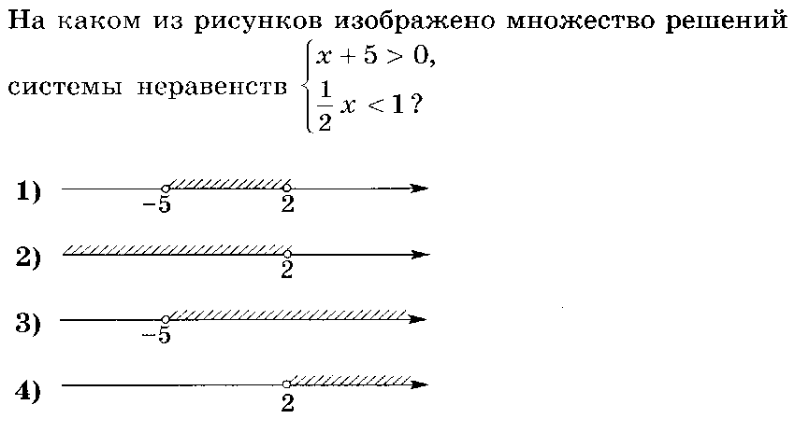 На каком из рисунков изображено множество решений
системы неравенств { x + 5 > 0,
1/2 x < 1?
1)
−5 2
2)
2
3)
−5
4)
2